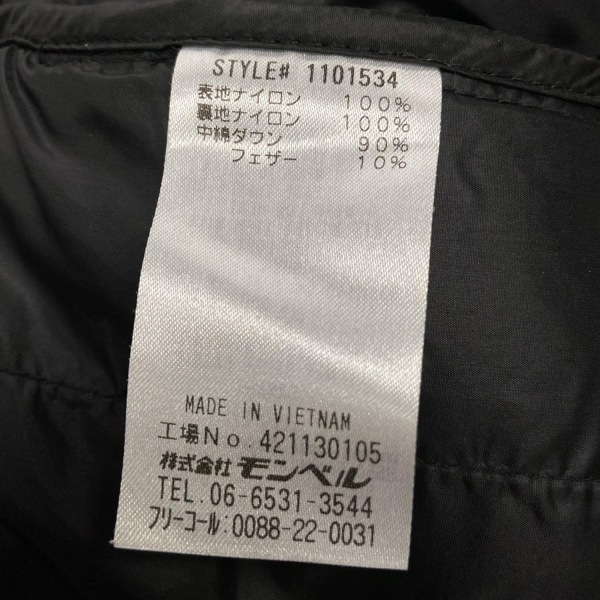 STYLE# 1101534
表地ナイロン 100%
裏地ナイロン 100%
中綿ダウン 90%
フェザー 10%
MADE IN VIETNAM
工場No.421130105
株式會社 モンベル
TEL.06-6531-3544
フリーコール:0088-22-0031